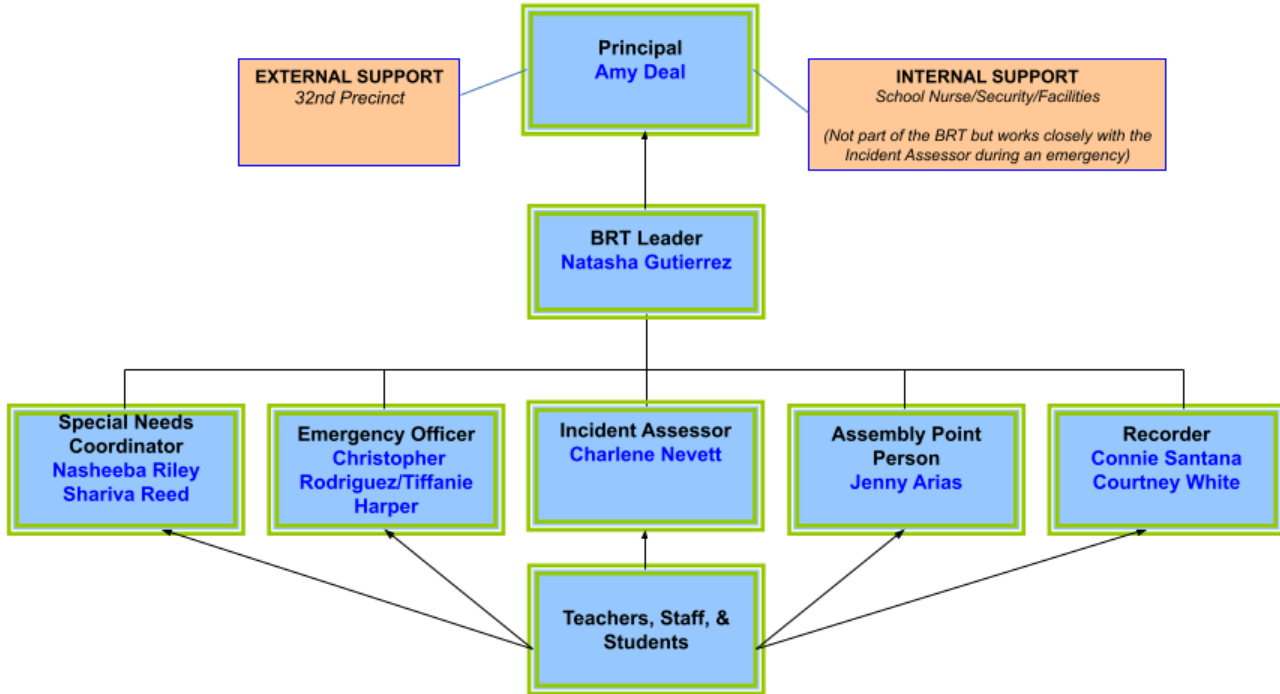 Principal
Amy Deal
EXTERNAL SUPPORT
32nd Precinct
INTERNAL SUPPORT
School Nurse/Security/Facilities
(Not part of the BRT but works closely with the
Incident Assessor during an emergency)
BRT Leader
Natasha Gutierrez
Special Needs
Coordinator
Nasheeba Riley
Shariva Reed
Emergency Officer
Christopher
Rodriguez/Tiffanie
Harper
Incident Assessor
Charlene Nevett
Assembly Point
Person
Jenny Arias
Recorder
Connie Santana
Courtney White
Teachers, Staff, &
Students